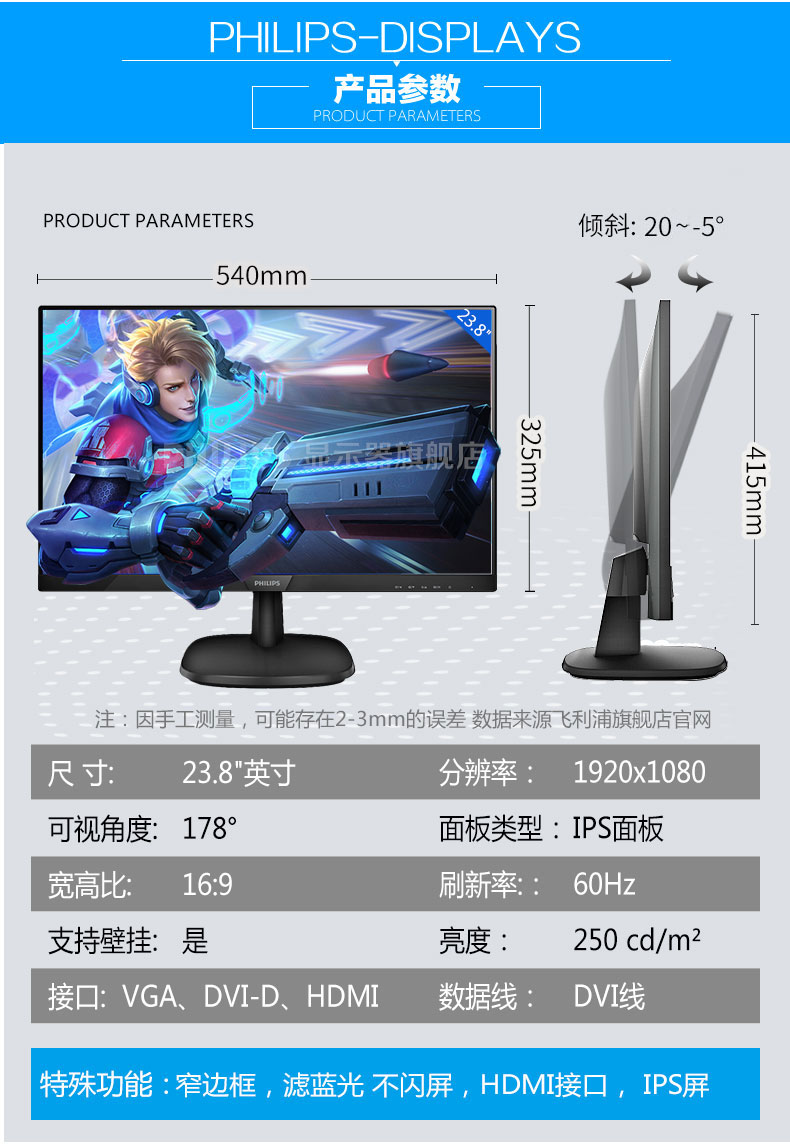 PHILIPS-DISPLAYS
产品参数
PRODUCT PARAMETERS
PRODUCT PARAMETERS
倾斜: 20~-5°
540mm
23.8"
显示器旗舰店
325mm
415mm
PHILIPS
注：因手工测量，可能存在2-3mm的误差 数据来源飞利浦旗舰店官网
尺 寸: 23.8"英寸 分辨率： 1920x1080
可视角度: 178° 面板类型：IPS面板
宽高比: 16:9 刷新率:： 60Hz
支持壁挂: 是 亮度： 250 cd/m²
接口: VGA、DVI-D、HDMI 数据线： DVI线
特殊功能：窄边框，滤蓝光 不闪屏，HDMI接口， IPS屏